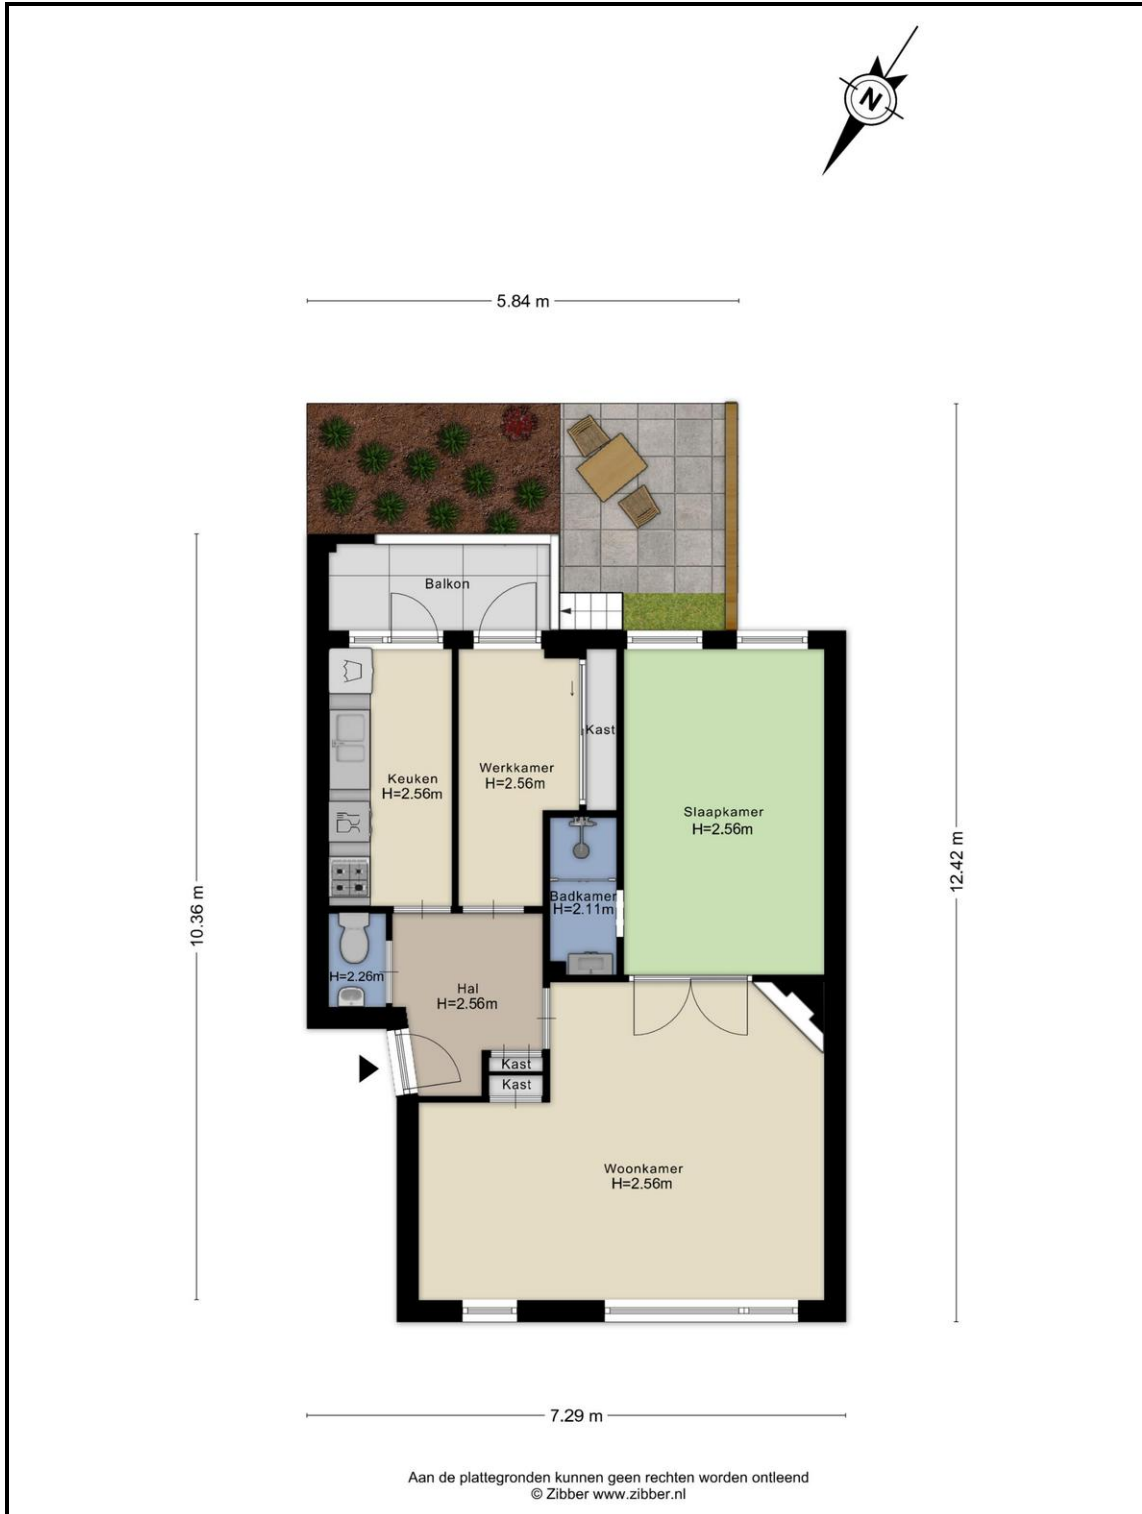 N
5.84 m
Balkon
Kast
Werkkamer
H=2.56m
Keuken
H=2.56m
Slaapkamer
H=2.56m
10.36 m
12.42 m
Badkamer
H=2.11m
H=2.26m
Hal
H=2.56m
Kast
Kast
Woonkamer
H=2.56m
7.29 m
Aan de plattegronden kunnen geen rechten worden ontleend
© Zibber www.zibber.nl